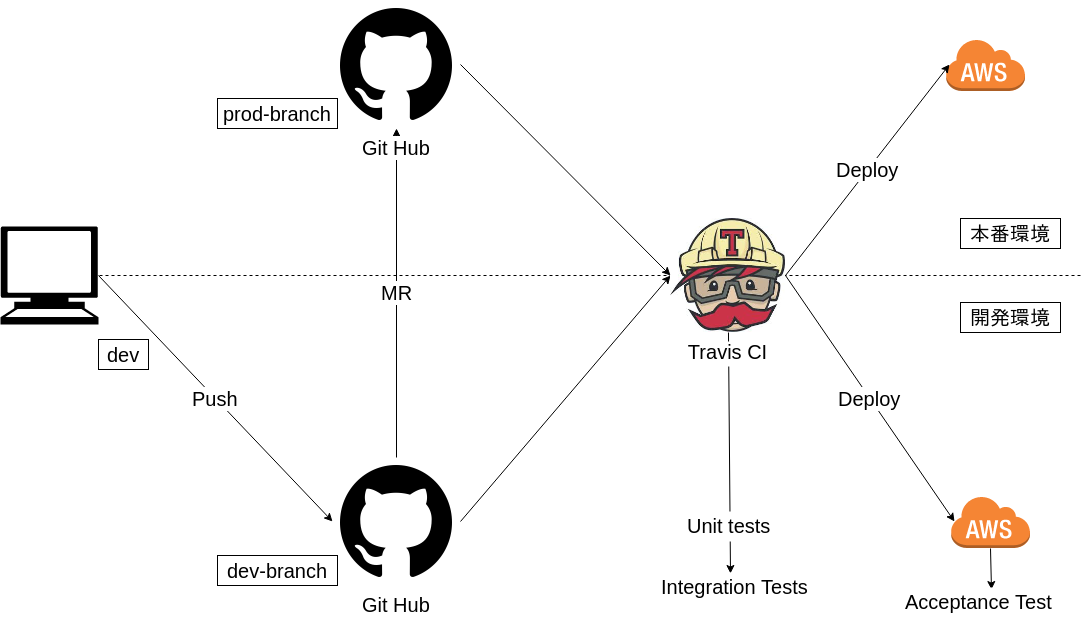 AWS
prod-branch
Git Hub
Deploy
T
本番環境
MR
開発環境
dev
Travis CI
Push
Deploy
Unit tests
AWS
dev-branch
Integration Tests
Git Hub
Acceptance Test